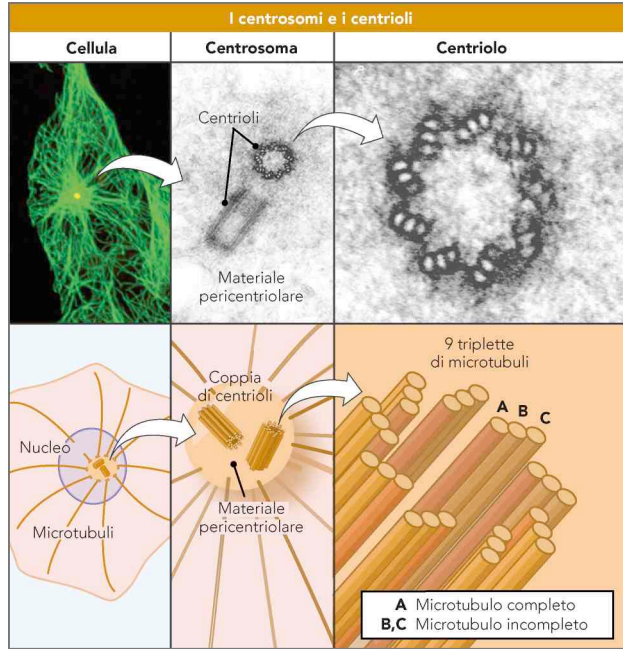 I centrosomi e i centrioli
Cellula
Centrosoma
Centriolo
Centrioli
Materiale
pericentriolare
Nucleo
Microtubuli
Coppia
di centrioli
Materiale
pericentriolare
9 triplette
di microtubuli
A B C
A Microtubulo completo
B,C Microtubulo incompleto